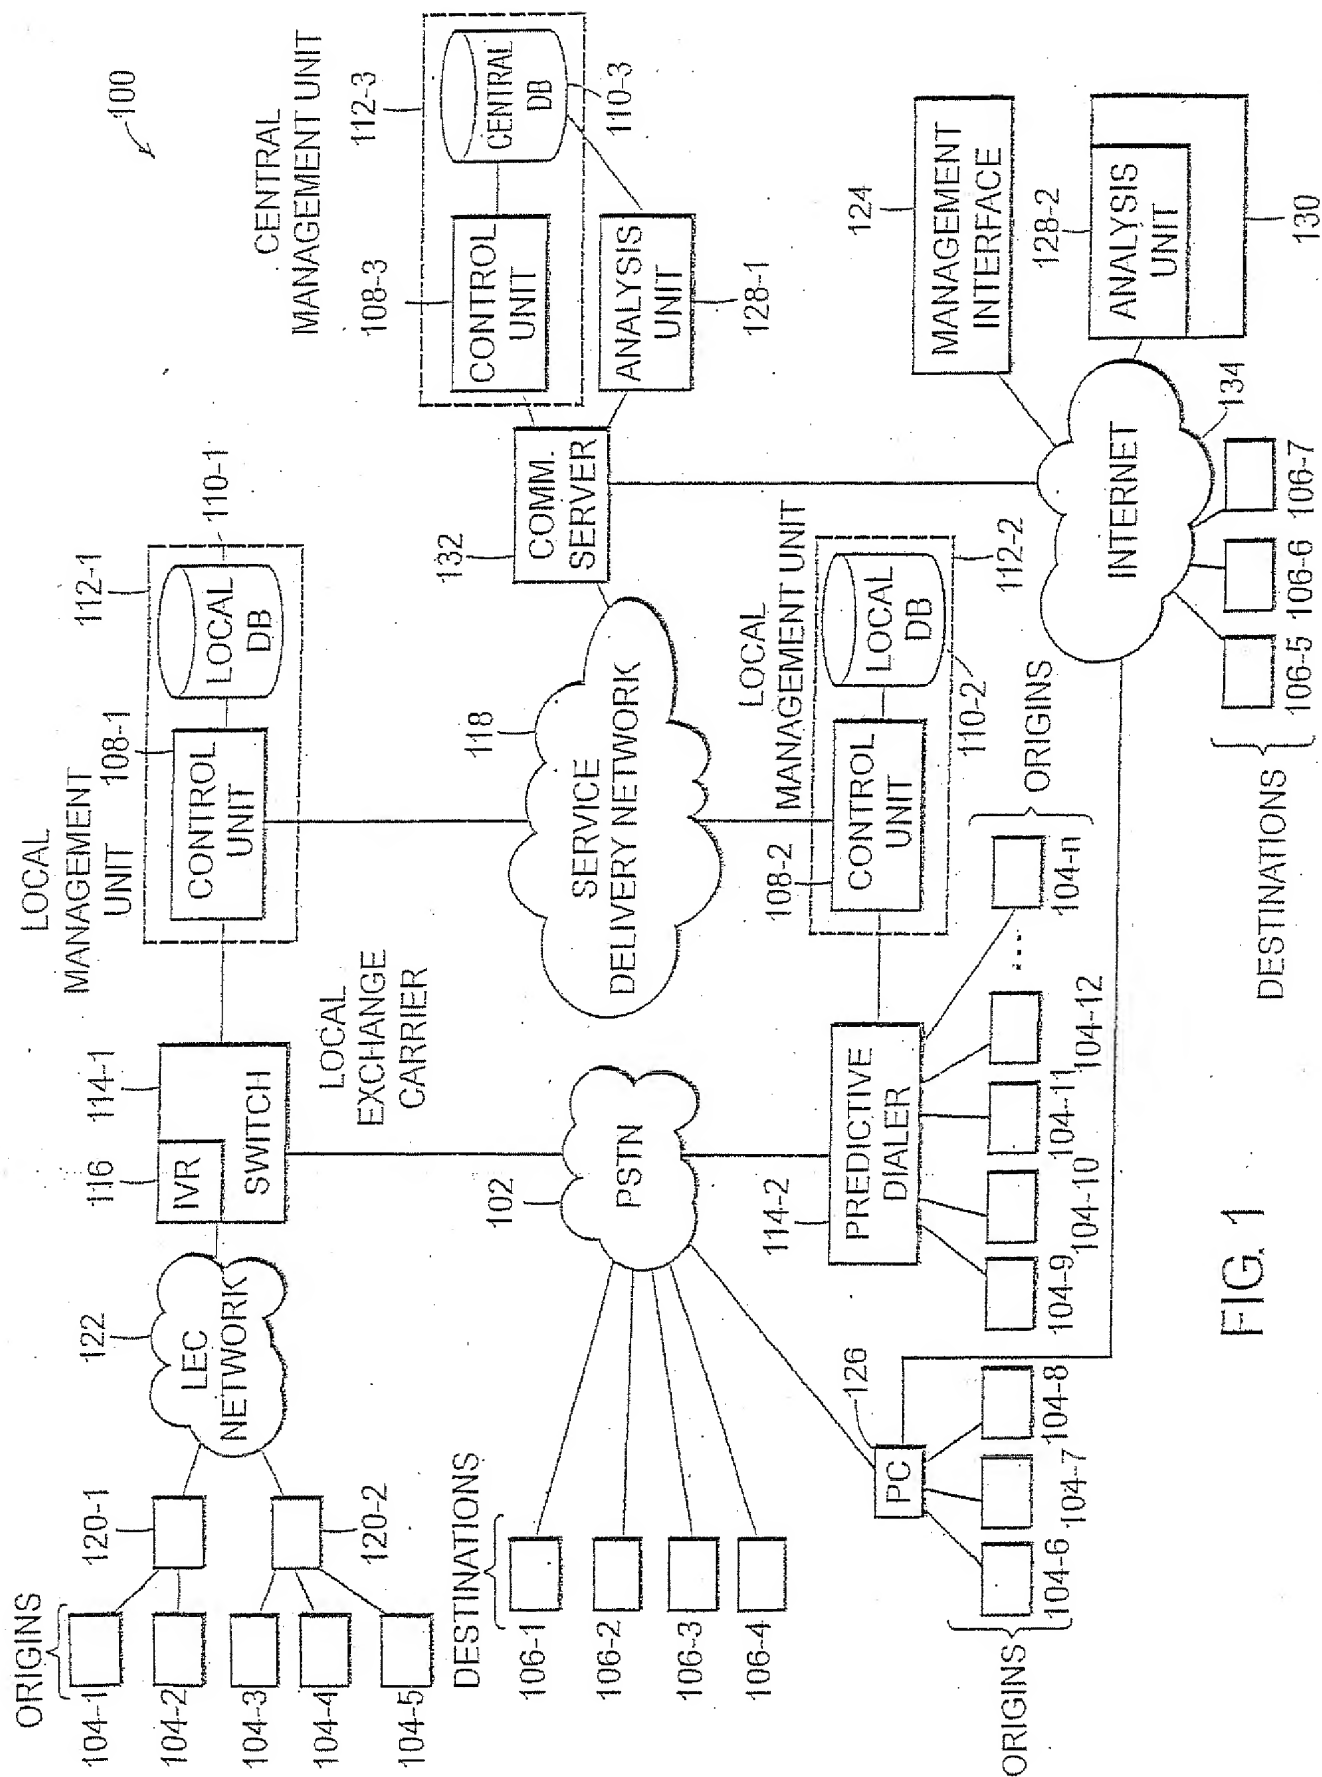 100
CENTRAL
MANAGEMENT UNIT
112-3
CENTRAL
DB
110-3
108-3
CONTROL
UNIT
ANALYSIS
UNIT
128-1
COMM.
SERVER
132
124
MANAGEMENT
INTERFACE
128-2
ANALYSIS
UNIT
130
INTERNET
134
LOCAL
MANAGEMENT
UNIT
112-1
110-1
LOCAL
DB
108-1
CONTROL
UNIT
118
SERVICE
DELIVERY NETWORK
LOCAL
MANAGEMENT UNIT
112-2
LOCAL
DB
110-2
108-2
CONTROL
UNIT
106-5
106-6
106-7
DESTINATIONS
114-1
116
IVR
SWITCH
LOCAL
EXCHANGE
CARRIER
102
PSTN
114-2
PREDICTIVE
DIALER
ORIGINS
104-n
...
104-12
104-11
104-10
104-9
122
LEC
NETWORK
120-1
120-2
ORIGINS
104-1
104-2
104-3
104-4
104-5
DESTINATIONS
106-1
106-2
106-3
106-4
126
PC
104-8
104-7
104-6
ORIGINS
FIG. 1